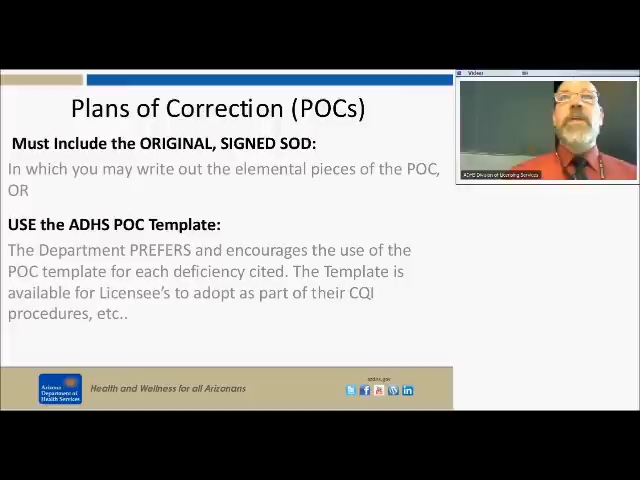 Plans of Correction (POCs)
Must Include the ORIGINAL, SIGNED SOD:
In which you may write out the elemental pieces of the POC,
OR
USE the ADHS POC Template:
The Department PREFERS and encourages the use of the
POC template for each deficiency cited. The Template is
available for Licensee's to adopt as part of their CQI
procedures, etc..
Arizona
Department of
Health Services
Health and Wellness for all Arizonans
azdhs.gov
Video
ADHS Division of Licensing Services